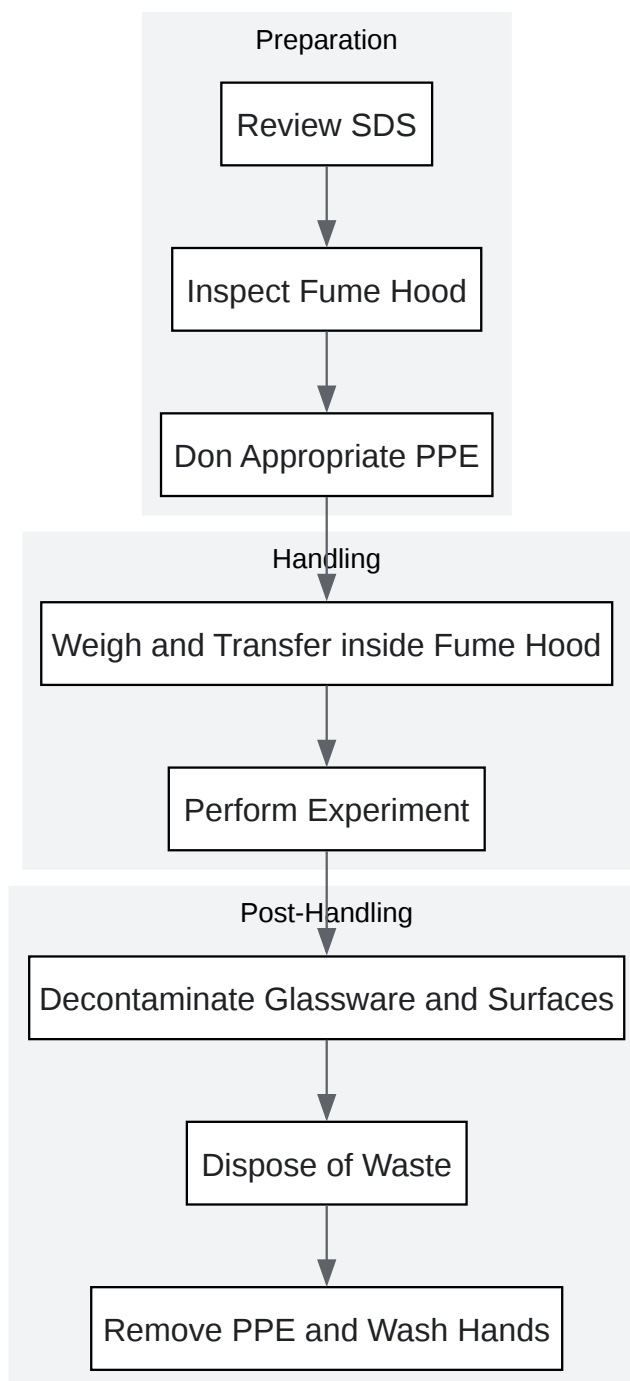 Preparation
Review SDS
Inspect Fume Hood
Don Appropriate PPE
Handling
Weigh and Transfer inside Fume Hood
Perform Experiment
Post-Handling
Decontaminate Glassware and Surfaces
Dispose of Waste
Remove PPE and Wash Hands